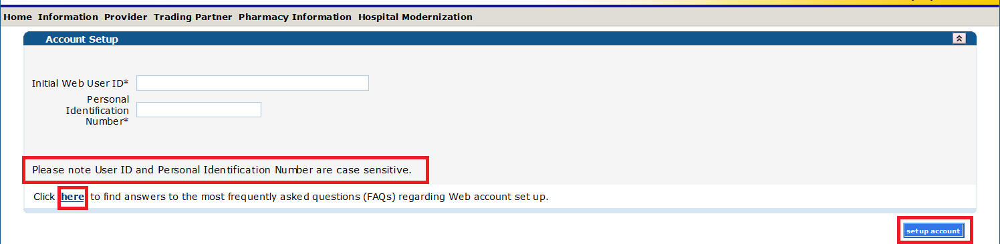 Home Information Provider Trading Partner Pharmacy Information Hospital Modernization
Account Setup
Initial Web User ID*
Personal
Identification
Number*
Please note User ID and Personal Identification Number are case sensitive.
Click here to find answers to the most frequently asked questions (FAQs) regarding Web account set up.
setup account